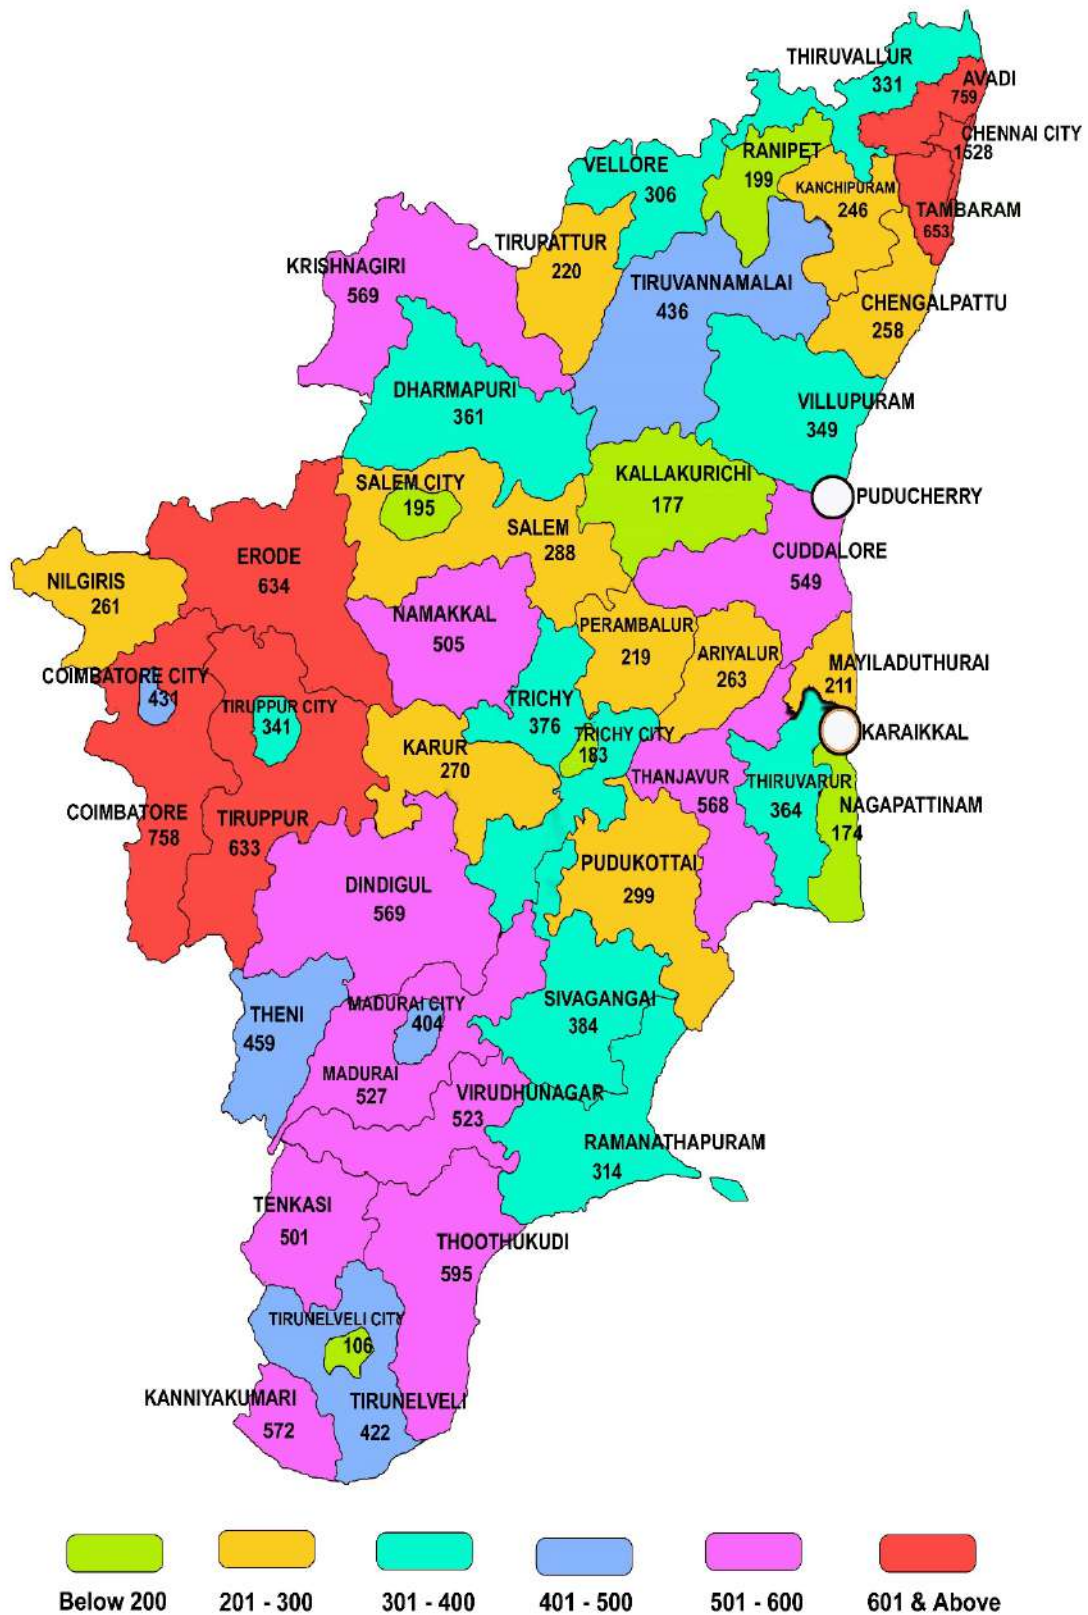 THIRUVALLUR
331
AVADI
759
CHENNAI CITY
1528
RANIPET
199
VELLORE
306
KANCHIPURAM
246
TAMBARAM
653
TIRUPATTUR
220
KRISHNAGIRI
569
TIRUVANNAMALAI
436
CHENGALPATTU
258
DHARMAPURI
361
VILLUPURAM
349
SALEM CITY
195
KALLAKURICHI
177
PUDUCHERRY
SALEM
288
CUDDALORE
549
ERODE
634
NILGIRIS
261
NAMAKKAL
505
PERAMBALUR
219
ARIYALUR
263
MAYILADUTHURAI
211
COIMBATORE CITY
431
TIRUPPUR CITY
341
TRICHY
376
TRICHY CITY
183
KARAIKKAL
KARUR
270
THANJAVUR
568
THIRUVARUR
364
NAGAPATTINAM
174
COIMBATORE
758
TIRUPPUR
633
PUDUKOTTAI
299
DINDIGUL
569
THENI
459
MADURAI CITY
404
SIVAGANGAI
384
MADURAI
527
VIRUDHUNAGAR
523
RAMANATHAPURAM
314
TENKASI
501
THOOTHUKUDI
595
TIRUNELVELI CITY
106
KANNIYAKUMARI
572
TIRUNELVELI
422
Below 200
201 - 300
301 - 400
401 - 500
501 - 600
601 & Above